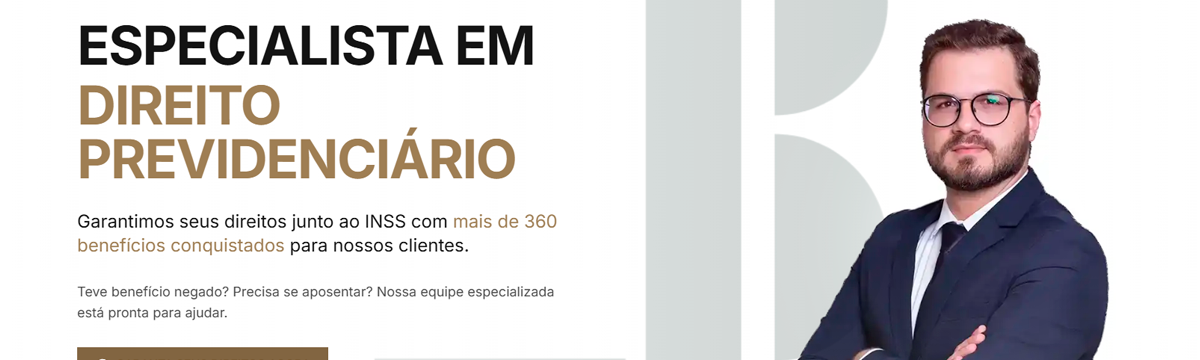 ESPECIALISTA EM
DIREITO
PREVIDENCIÁRIO
Garantimos seus direitos junto ao INSS com mais de 360
benefícios conquistados para nossos clientes.
Teve benefício negado? Precisa se aposentar? Nossa equipe especializada
está pronta para ajudar.